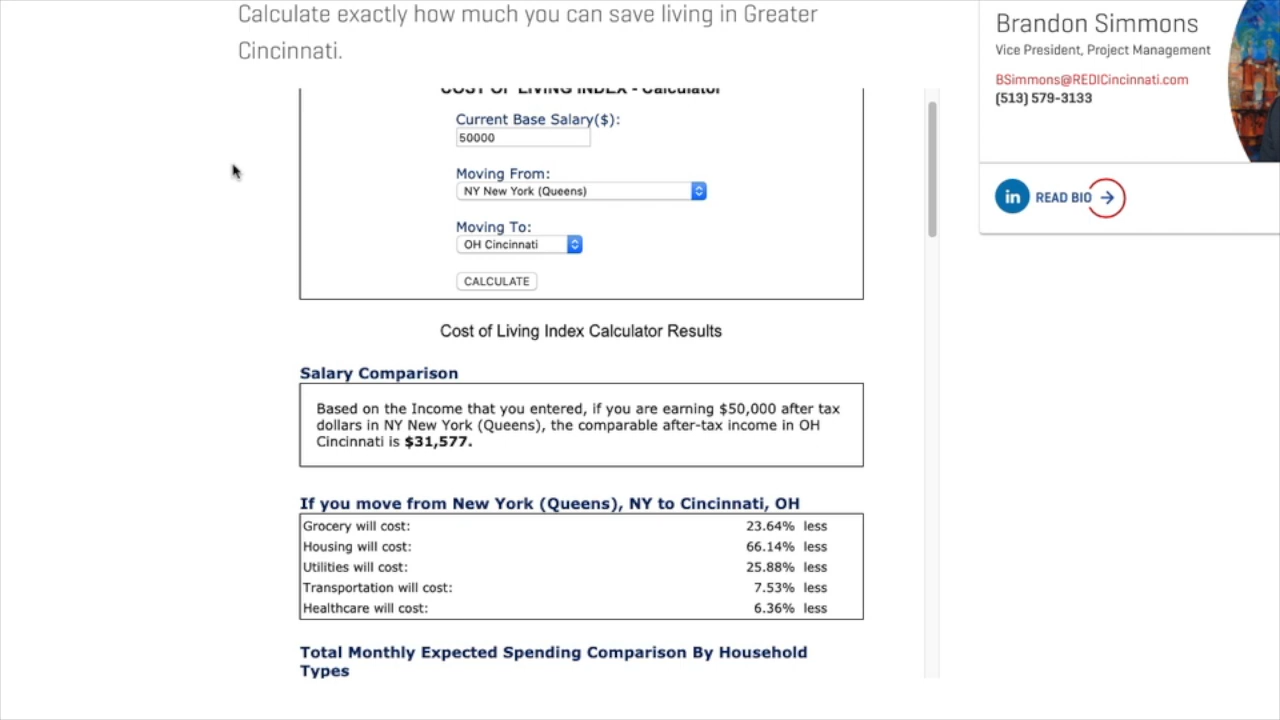 Calculate exactly how much you can save living in Greater
Cincinnati.
COST OF LIVING INDEX - Calculator
Current Base Salary($):
50000
Moving From:
NY New York (Queens)
Moving To:
OH Cincinnati
CALCULATE
Cost of Living Index Calculator Results
Salary Comparison
Based on the Income that you entered, if you are earning $50,000 after tax
dollars in NY New York (Queens), the comparable after-tax income in OH
Cincinnati is $31,577.
If you move from New York (Queens), NY to Cincinnati, OH
Grocery will cost: 23.64% less
Housing will cost: 66.14% less
Utilities will cost: 25.88% less
Transportation will cost: 7.53% less
Healthcare will cost: 6.36% less
Total Monthly Expected Spending Comparison By Household
Types
Brandon Simmons
Vice President, Project Management
BSimmons@REDICincinnati.com
(513) 579-3133
in READ BIO